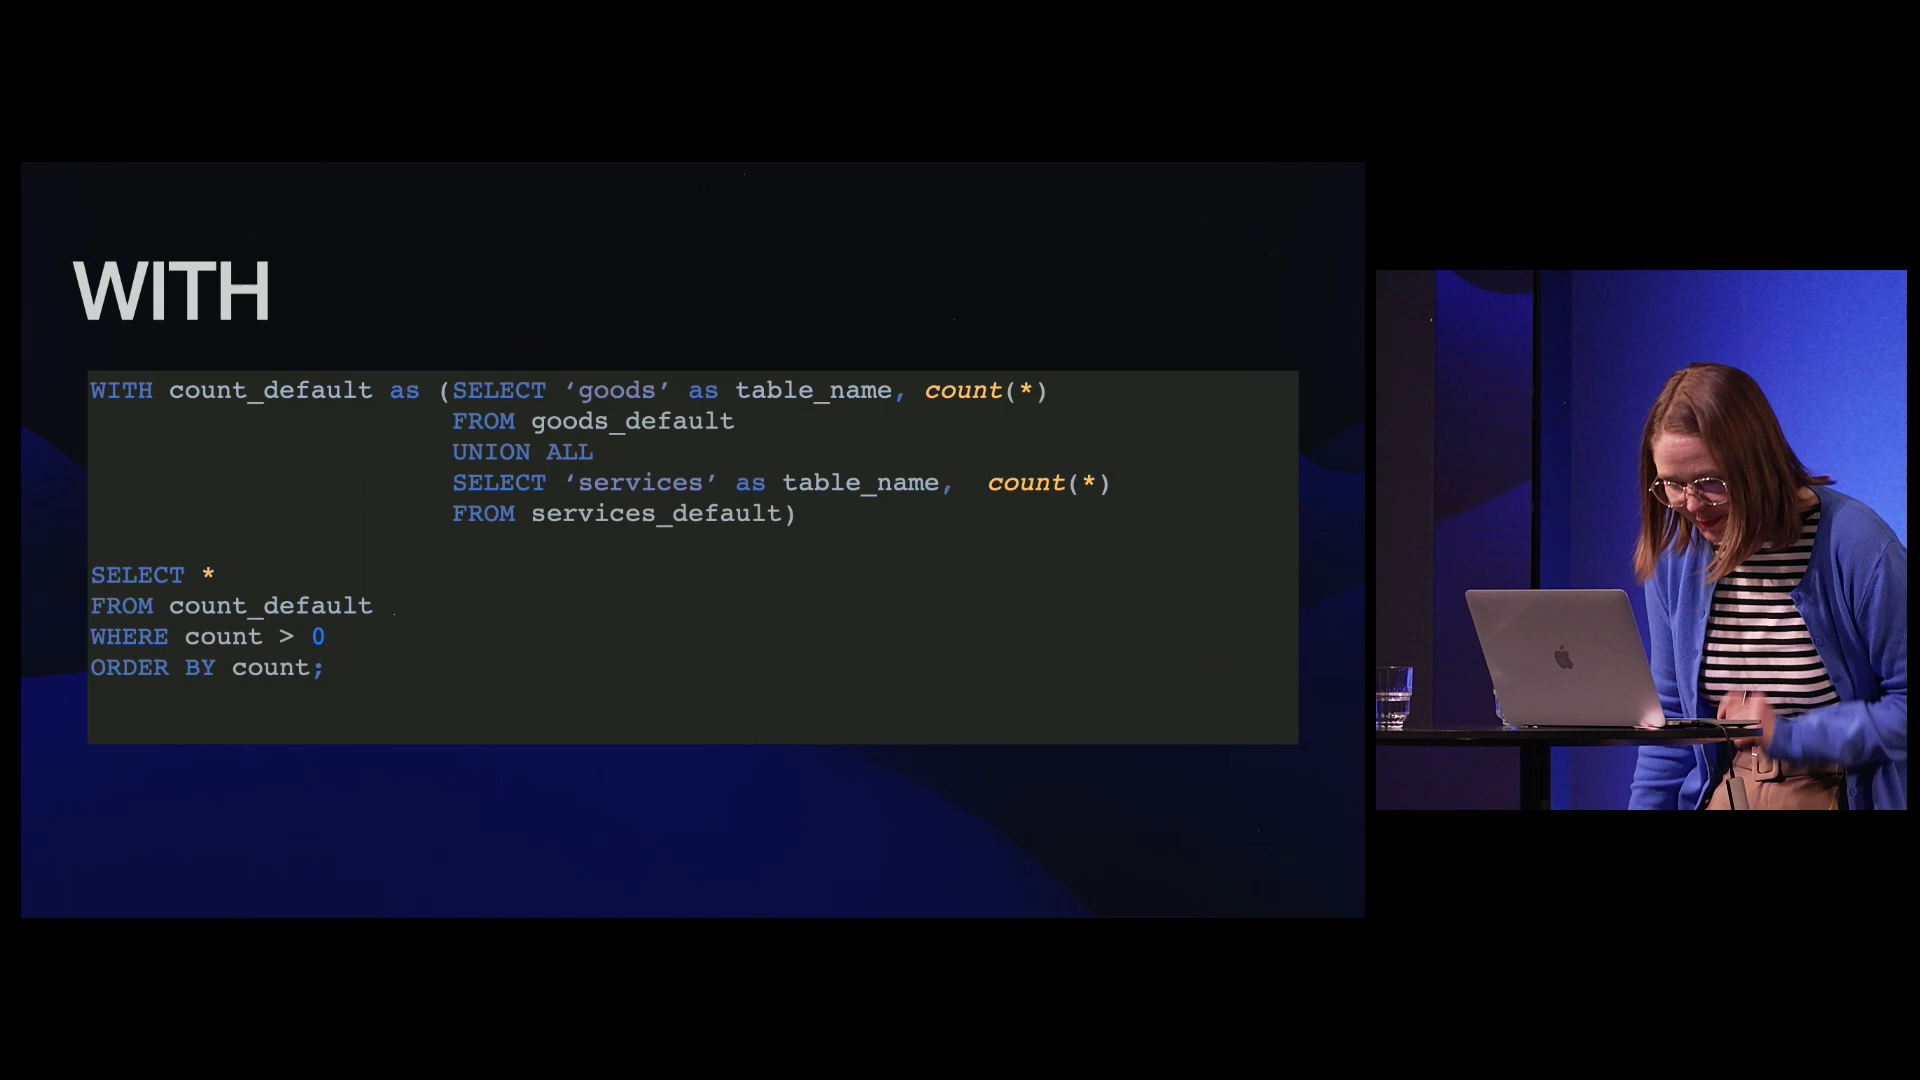 WITH
WITH count_default as (SELECT ‘goods’ as table_name, count(*)
FROM goods_default
UNION ALL
SELECT ‘services’ as table_name,  count(*)
FROM services_default)
SELECT *
FROM count_default
WHERE count > 0
ORDER BY count;